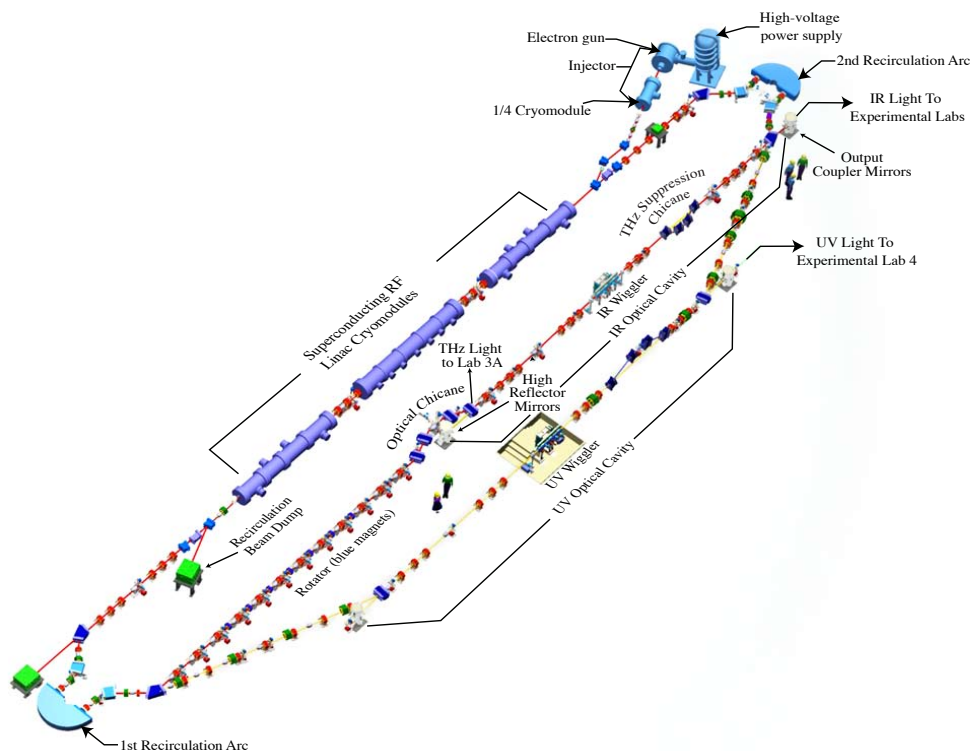 High-voltage
power supply
Electron gun
Injector
2nd Recirculation Arc
1/4 Cryomodule
IR Light To
Experimental Labs
Output
Coupler Mirrors
THz Suppression
Chicane
UV Light To
Experimental Lab 4
Superconducting RF
Linac Cryomodules
IR Wiggler
IR Optical Cavity
THz Light
to Lab 3A
High
Reflector
Mirrors
Optical Chicane
UV Wiggler
UV Optical Cavity
Recirculation
Beam Dump
Rotator (blue magnets)
1st Recirculation Arc